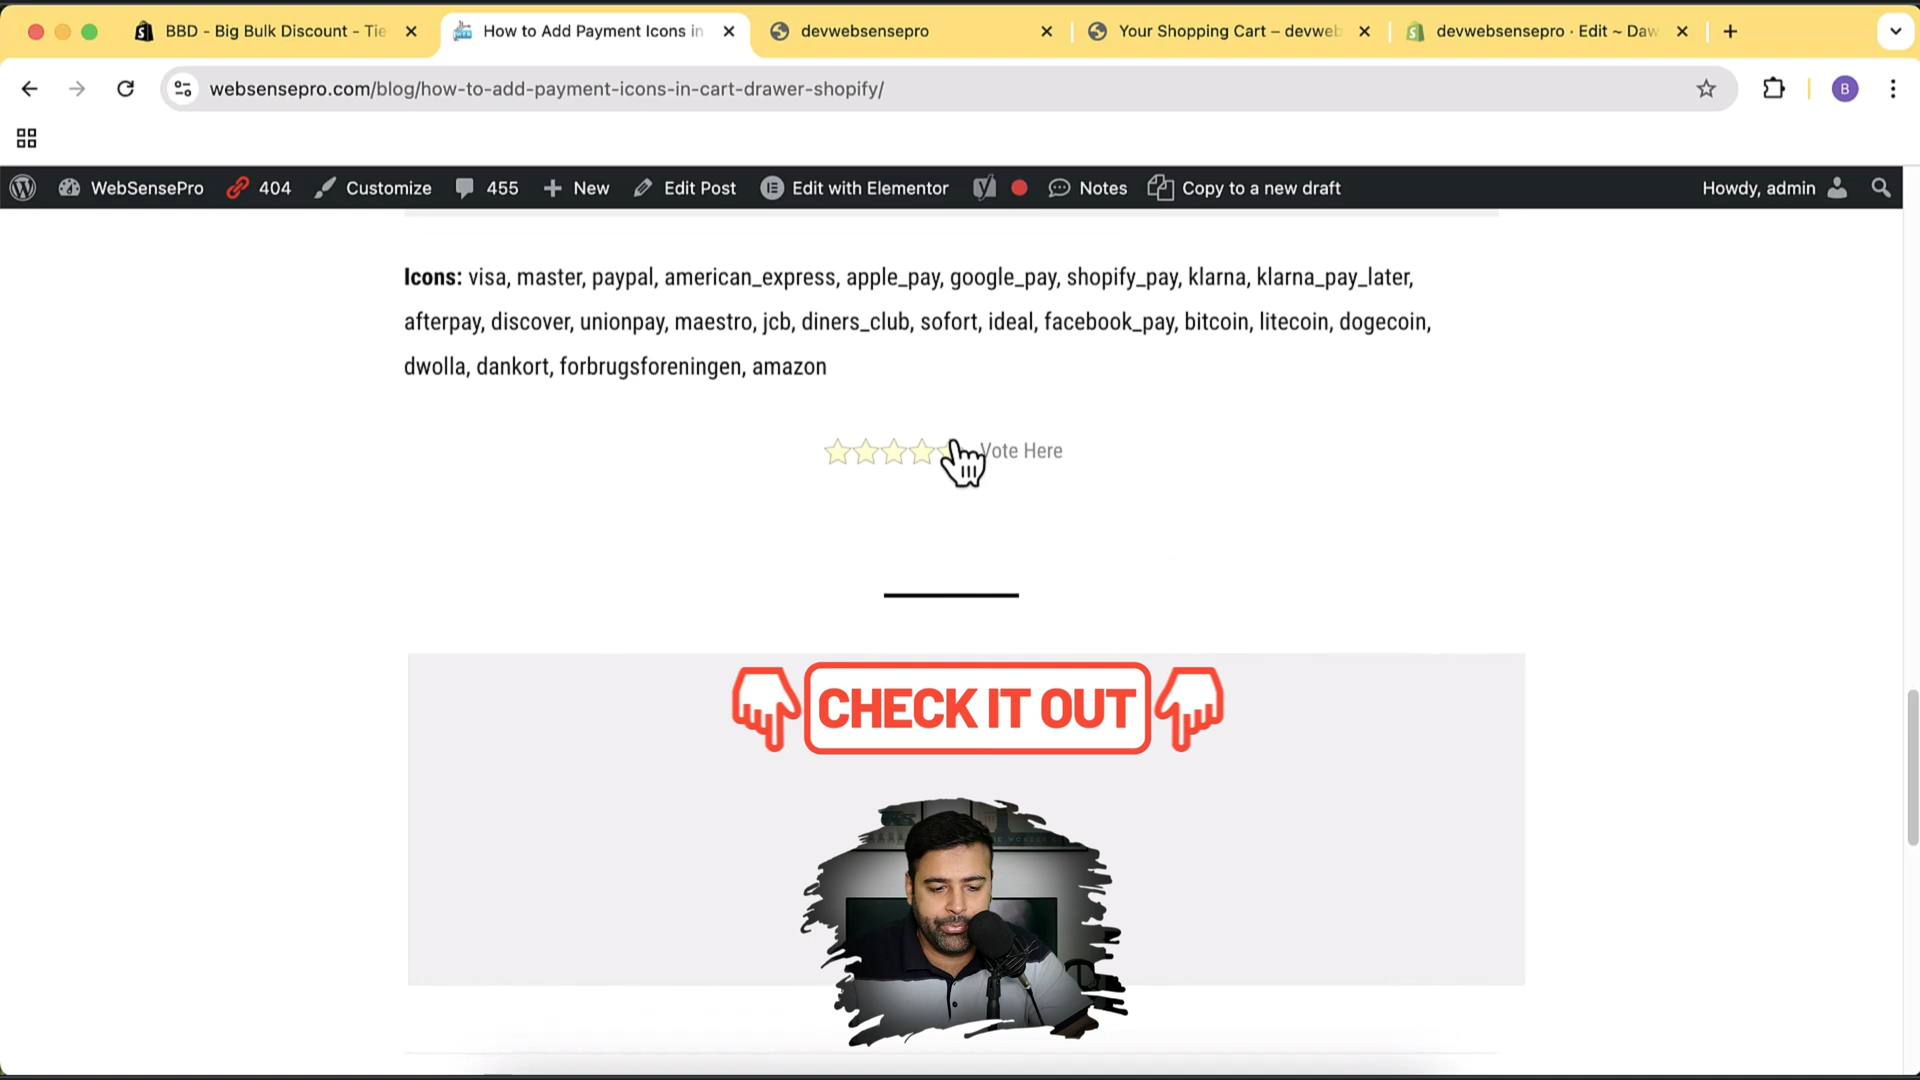 BBD - Big Bulk Discount - Tie
How to Add Payment Icons in
devwebsensepro
Your Shopping Cart – devweb
devwebsensepro · Edit ~ Daw
websensepro.com/blog/how-to-add-payment-icons-in-cart-drawer-shopify/
B
WebSensePro
404
Customize
455
New
Edit Post
Edit with Elementor
Notes
Copy to a new draft
Howdy, admin
Icons: visa, master, paypal, american_express, apple_pay, google_pay, shopify_pay, klarna, klarna_pay_later,
afterpay, discover, unionpay, maestro, jcb, diners_club, sofort, ideal, facebook_pay, bitcoin, litecoin, dogecoin,
dwolla, dankort, forbrugsforeningen, amazon
Vote Here
CHECK IT OUT